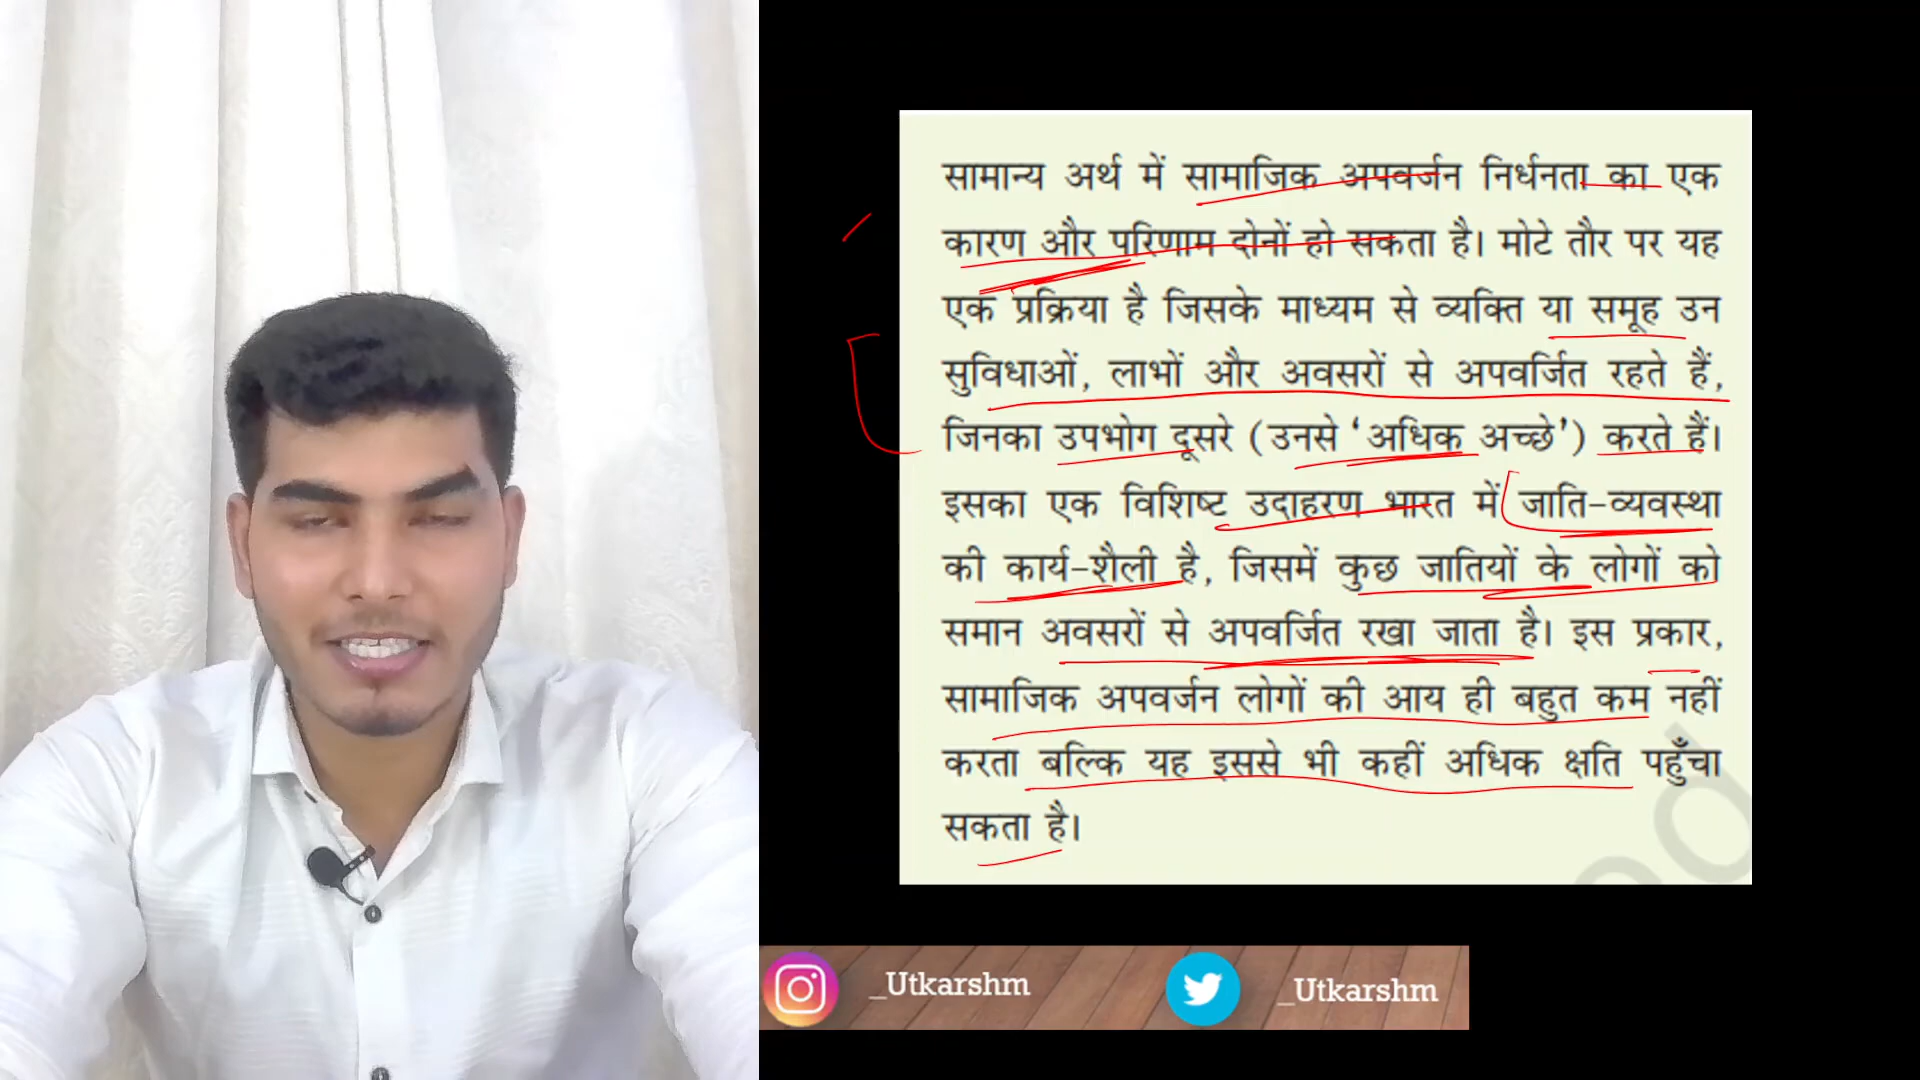 सामान्य अर्थ में सामाजिक अपवर्जन निर्धनता का एक
कारण और परिणाम दोनों हो सकता है। मोटे तौर पर यह
एक प्रक्रिया है जिसके माध्यम से व्यक्ति या समूह उन
सुविधाओं, लाभों और अवसरों से अपवर्जित रहते हैं,
जिनका उपभोग दूसरे (उनसे ‘अधिक अच्छे’) करते हैं।
इसका एक विशिष्ट उदाहरण भारत में जाति-व्यवस्था
की कार्य-शैली है, जिसमें कुछ जातियों के लोगों को
समान अवसरों से अपवर्जित रखा जाता है। इस प्रकार,
सामाजिक अपवर्जन लोगों की आय ही बहुत कम नहीं
करता बल्कि यह इससे भी कहीं अधिक क्षति पहुँचा
सकता है।
_Utkarshm
_Utkarshm